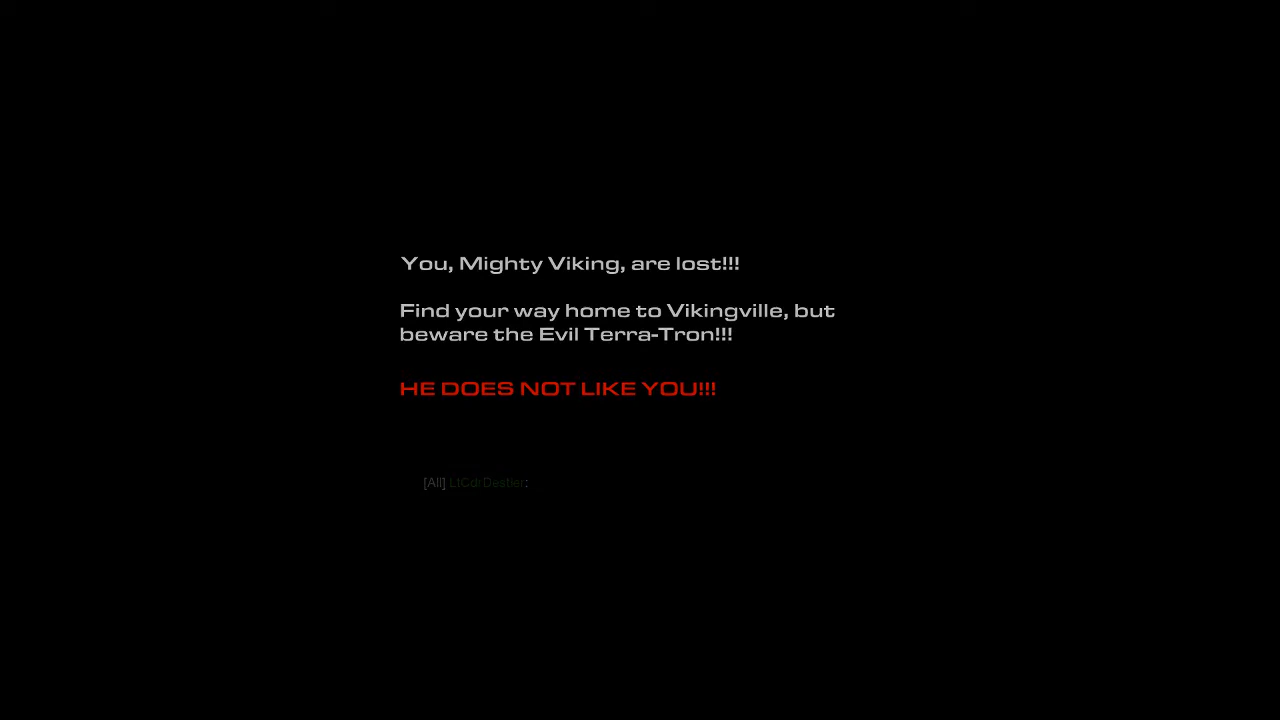 You, Mighty Viking, are lost!!!
Find your way home to Vikingville, but
beware the Evil Terra-Tron!!!
HE DOES NOT LIKE YOU!!!
[All] LtCdr Destler: